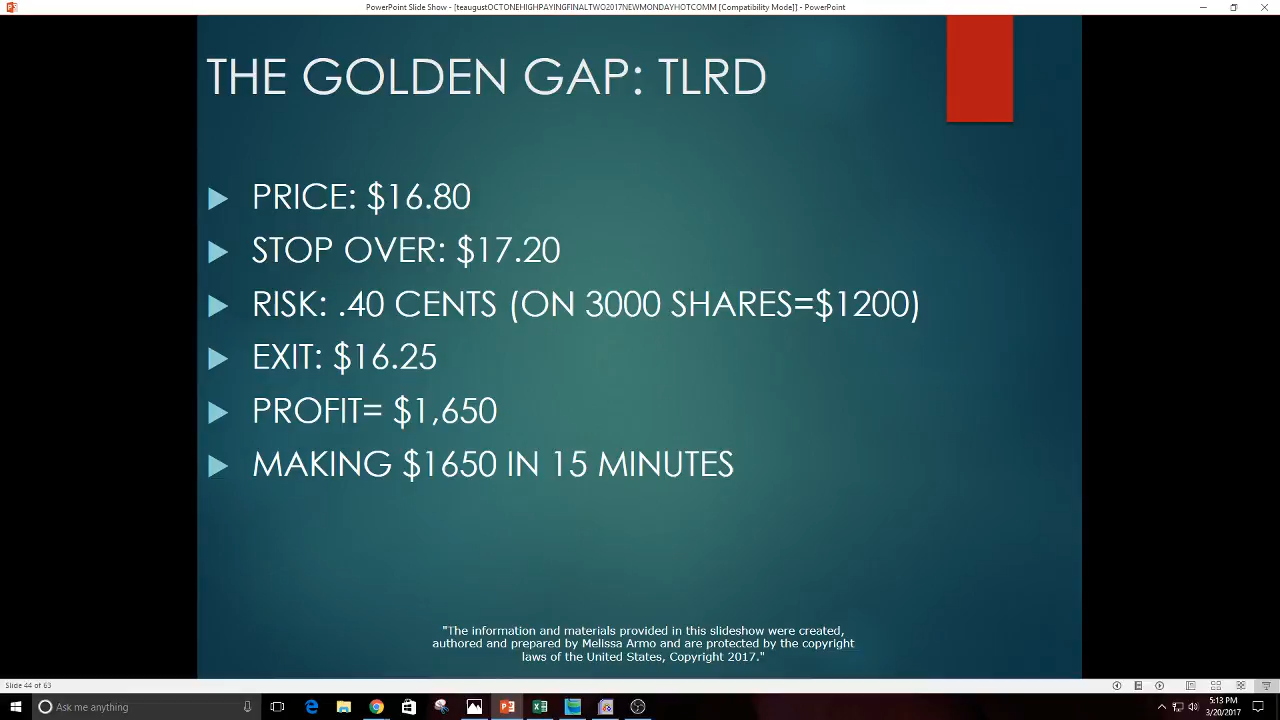 PowerPoint Slide Show - [teaugustOCTONEHIGHPAYINGFINALTWO2017NEWMONDAYHOTCOMM [Compatibility Mode]] - PowerPoint
THE GOLDEN GAP: TLRD
PRICE: $16.80
STOP OVER: $17.20
RISK: .40 CENTS (ON 3000 SHARES=$1200)
EXIT: $16.25
PROFIT= $1,650
MAKING $1650 IN 15 MINUTES
"The information and materials provided in this slideshow were created,
authored and prepared by Melissa Armo and are protected by the copyright
laws of the United States, Copyright 2017."
Slide 44 of 63
Ask me anything
5:13 PM
3/20/2017